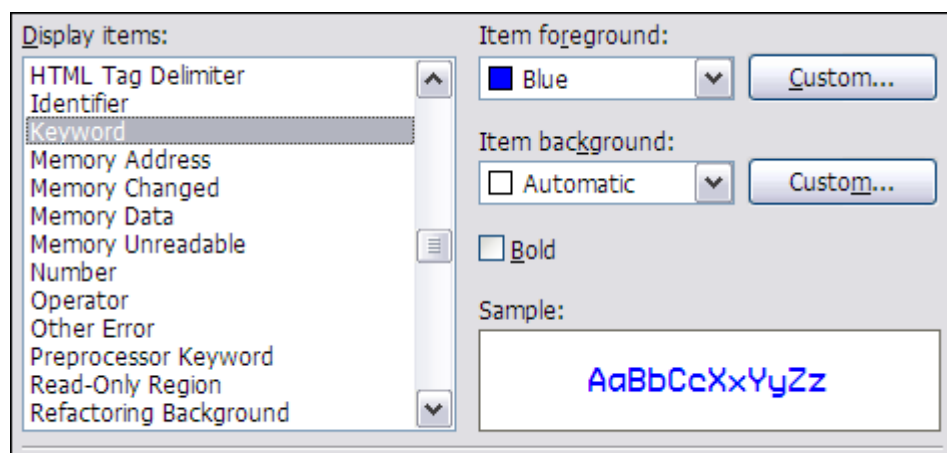 Display items:
HTML Tag Delimiter
Identifier
Keyword
Memory Address
Memory Changed
Memory Data
Memory Unreadable
Number
Operator
Other Error
Preprocessor Keyword
Read-Only Region
Refactoring Background
Item foreground:
Blue
Custom...
Item background:
Automatic
Custom...
Bold
Sample:
AaBbCcXxYyZz